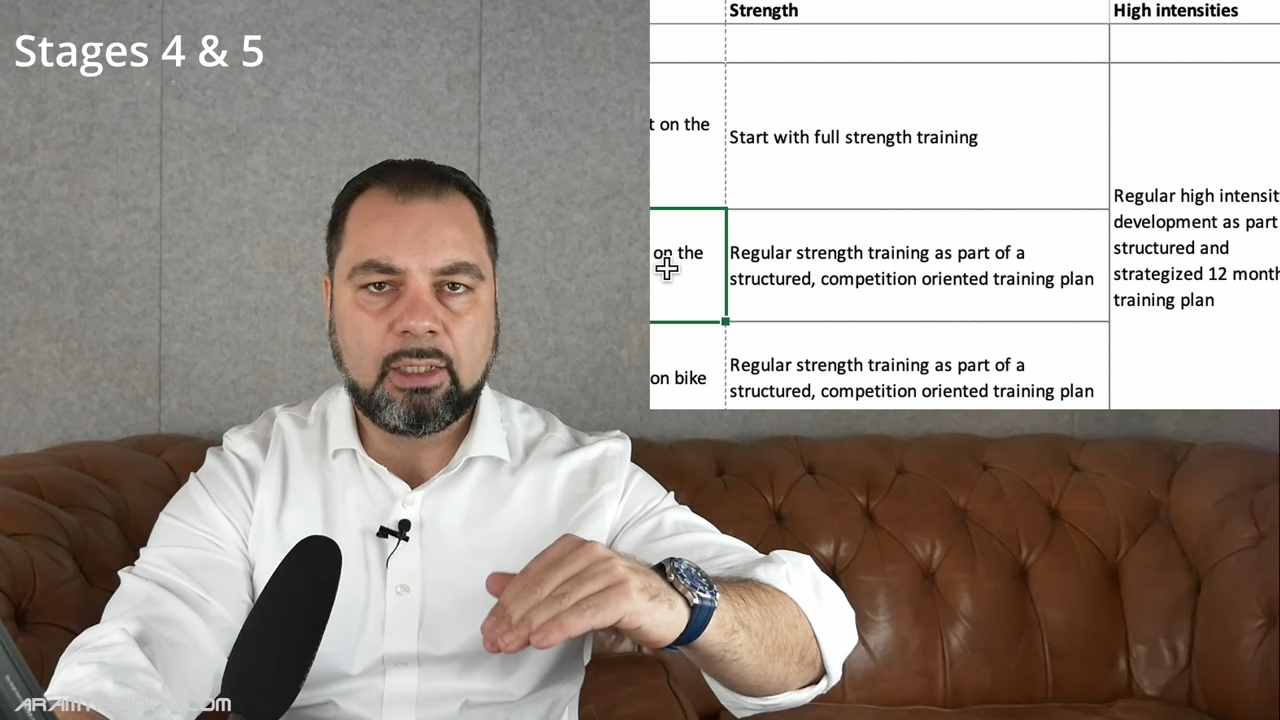 Stages 4 & 5
Strength
High intensities
t on the
Start with full strength training
on the
Regular strength training as part of a
structured, competition oriented training plan
Regular high intensit
development as part
structured and
strategized 12 month
training plan
on bike
Regular strength training as part of a
structured, competition oriented training plan